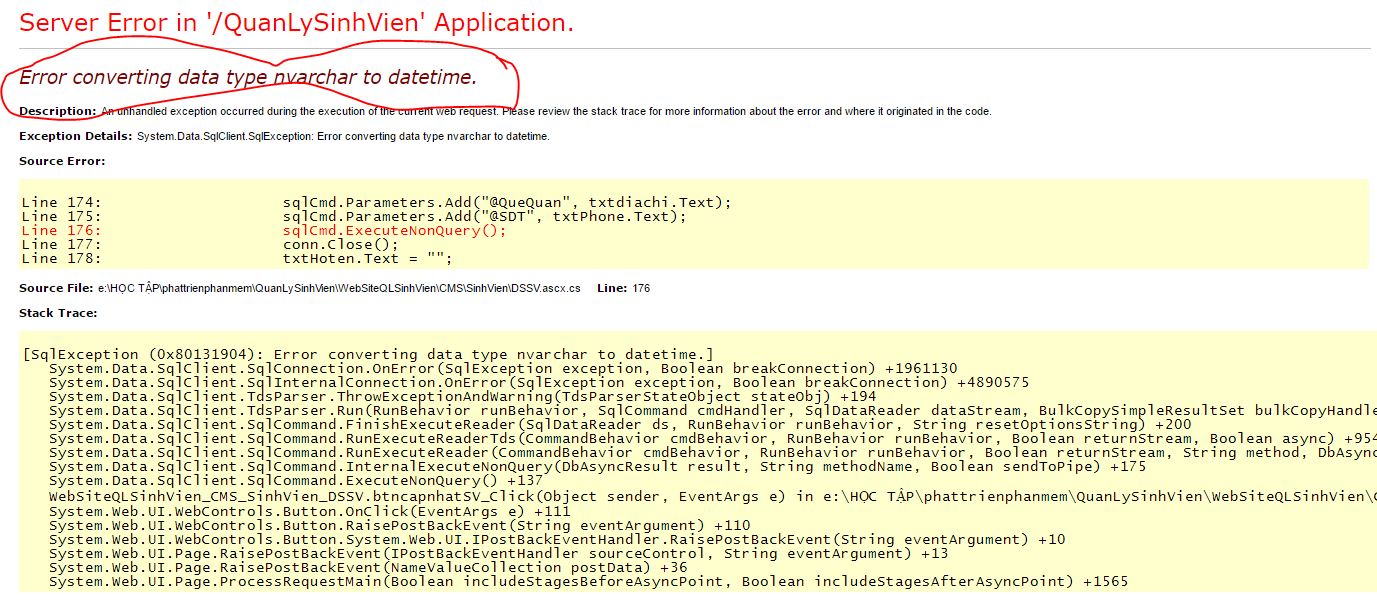 Server Error in '/QuanLySinhVien' Application.
Error converting data type nvarchar to datetime.
Description: An unhandled exception occurred during the execution of the current web request. Please review the stack trace for more information about the error and where it originated in the code.
Exception Details: System.Data.SqlClient.SqlException: Error converting data type nvarchar to datetime.
Source Error:
Line 174: sqlCmd.Parameters.Add("@QueQuan", txtdiachi.Text);
Line 175: sqlCmd.Parameters.Add("@SDT", txtPhone.Text);
Line 176: sqlCmd.ExecuteNonQuery();
Line 177: conn.Close();
Line 178: txtHoten.Text = "";
Source File: e:\HỌC TẬP\phattrienphanmem\QuanLySinhVien\WebSiteQLSinhVien\CMS\SinhVien\DSSV.ascx.cs Line: 176
Stack Trace:
[SqlException (0x80131904): Error converting data type nvarchar to datetime.]
System.Data.SqlClient.SqlConnection.OnError(SqlException exception, Boolean breakConnection) +1961130
System.Data.SqlClient.SqlInternalConnection.OnError(SqlException exception, Boolean breakConnection) +4890575
System.Data.SqlClient.TdsParser.ThrowExceptionAndWarning(TdsParserStateObject stateObj) +194
System.Data.SqlClient.TdsParser.Run(RunBehavior runBehavior, SqlCommand cmdHandler, SqlDataReader dataStream, BulkCopySimpleResultSet bulkCopyHandle
System.Data.SqlClient.SqlCommand.FinishExecuteReader(SqlDataReader ds, RunBehavior runBehavior, String resetOptionsString) +200
System.Data.SqlClient.SqlCommand.RunExecuteReaderTds(CommandBehavior cmdBehavior, RunBehavior runBehavior, Boolean returnStream, Boolean async) +954
System.Data.SqlClient.SqlCommand.RunExecuteReader(CommandBehavior cmdBehavior, RunBehavior runBehavior, Boolean returnStream, String method, DbAsync
System.Data.SqlClient.SqlCommand.InternalExecuteNonQuery(DbAsyncResult result, String methodName, Boolean sendToPipe) +175
System.Data.SqlClient.SqlCommand.ExecuteNonQuery() +137
WebSiteQLSinhVien_CMS_SinhVien_DSSV.btncapnhatSV_Click(Object sender, EventArgs e) in e:\HỌC TẬP\phattrienphanmem\QuanLySinhVien\WebSiteQLSinhVien\C
System.Web.UI.WebControls.Button.OnClick(EventArgs e) +111
System.Web.UI.WebControls.Button.RaisePostBackEvent(String eventArgument) +110
System.Web.UI.WebControls.Button.System.Web.UI.IPostBackEventHandler.RaisePostBackEvent(String eventArgument) +10
System.Web.UI.Page.RaisePostBackEvent(IPostBackEventHandler sourceControl, String eventArgument) +13
System.Web.UI.Page.RaisePostBackEvent(NameValueCollection postData) +36
System.Web.UI.Page.ProcessRequestMain(Boolean includeStagesBeforeAsyncPoint, Boolean includeStagesAfterAsyncPoint) +1565